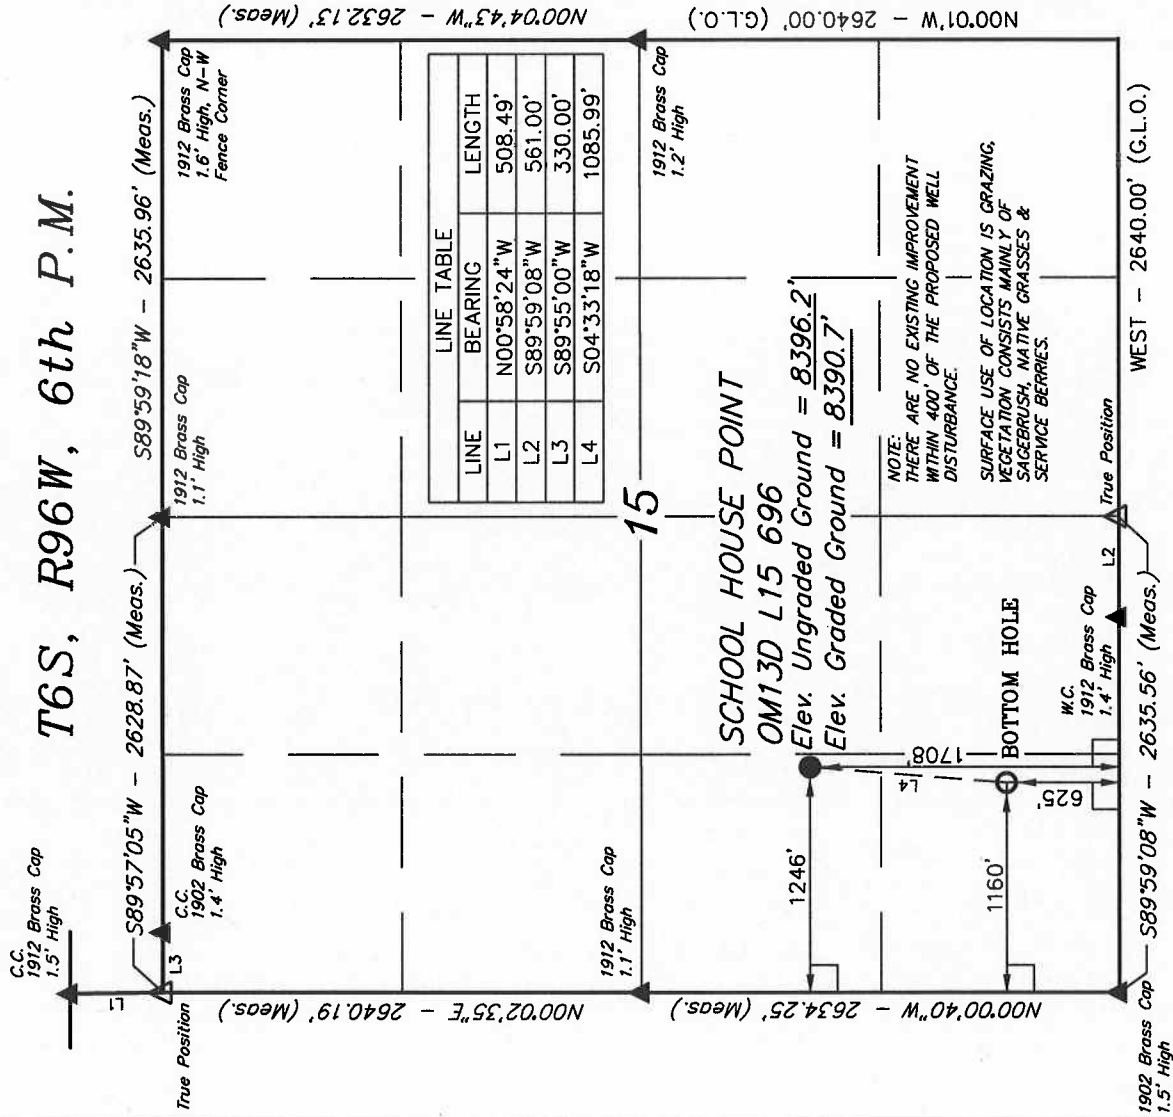 T6S, R96W, 6th P.M.
C.C.
1912 Brass Cap
1.5' High
L1
S89°57'05"W - 2628.87' (Meas.)
S89°59'18"W - 2635.96' (Meas.)
True Position
L3
C.C.
1902 Brass Cap
1.4' High
1912 Brass Cap
1.1' High
1912 Brass Cap
1.6' High, N-W
Fence Corner
N00°02'35"E - 2640.19' (Meas.)
N00°04'43"W - 2632.13' (Meas.)
LINE TABLE
LINE BEARING LENGTH
L1 N00°58'24"W 508.49'
L2 S89°59'08"W 561.00'
L3 S89°55'00"W 330.00'
L4 S04°33'18"W 1085.99'
1912 Brass Cap
1.1' High
15
1912 Brass Cap
1.2' High
SCHOOL HOUSE POINT
OM13D L15 696
Elev. Ungraded Ground = 8396.2'
Elev. Graded Ground = 8390.7'
1246'
1708'
L4
1160'
625'
BOTTOM HOLE
NOTE:
THERE ARE NO EXISTING IMPROVEMENT
WITHIN 400' OF THE PROPOSED WELL
DISTURBANCE.
SURFACE USE OF LOCATION IS GRAZING,
VEGETATION CONSISTS MAINLY OF
SAGEBRUSH, NATIVE GRASSES &
SERVICE BERRIES.
N00°00'40"W - 2634.25' (Meas.)
N00°01'W - 2640.00' (G.L.O.)
W.C.
1912 Brass Cap
1.4' High
L2
True Position
1902 Brass Cap
1.5' High
S89°59'08"W - 2635.56' (Meas.)
WEST - 2640.00' (G.L.O.)